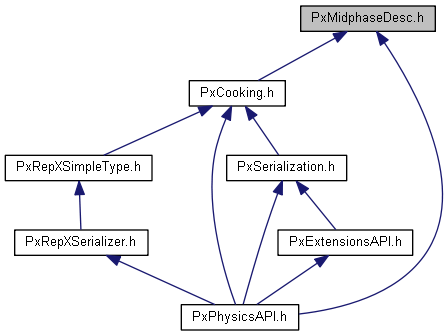 PxMidphaseDesc.h
PxCooking.h
PxRepXSimpleType.h
PxSerialization.h
PxRepXSerializer.h
PxExtensionsAPI.h
PxPhysicsAPI.h